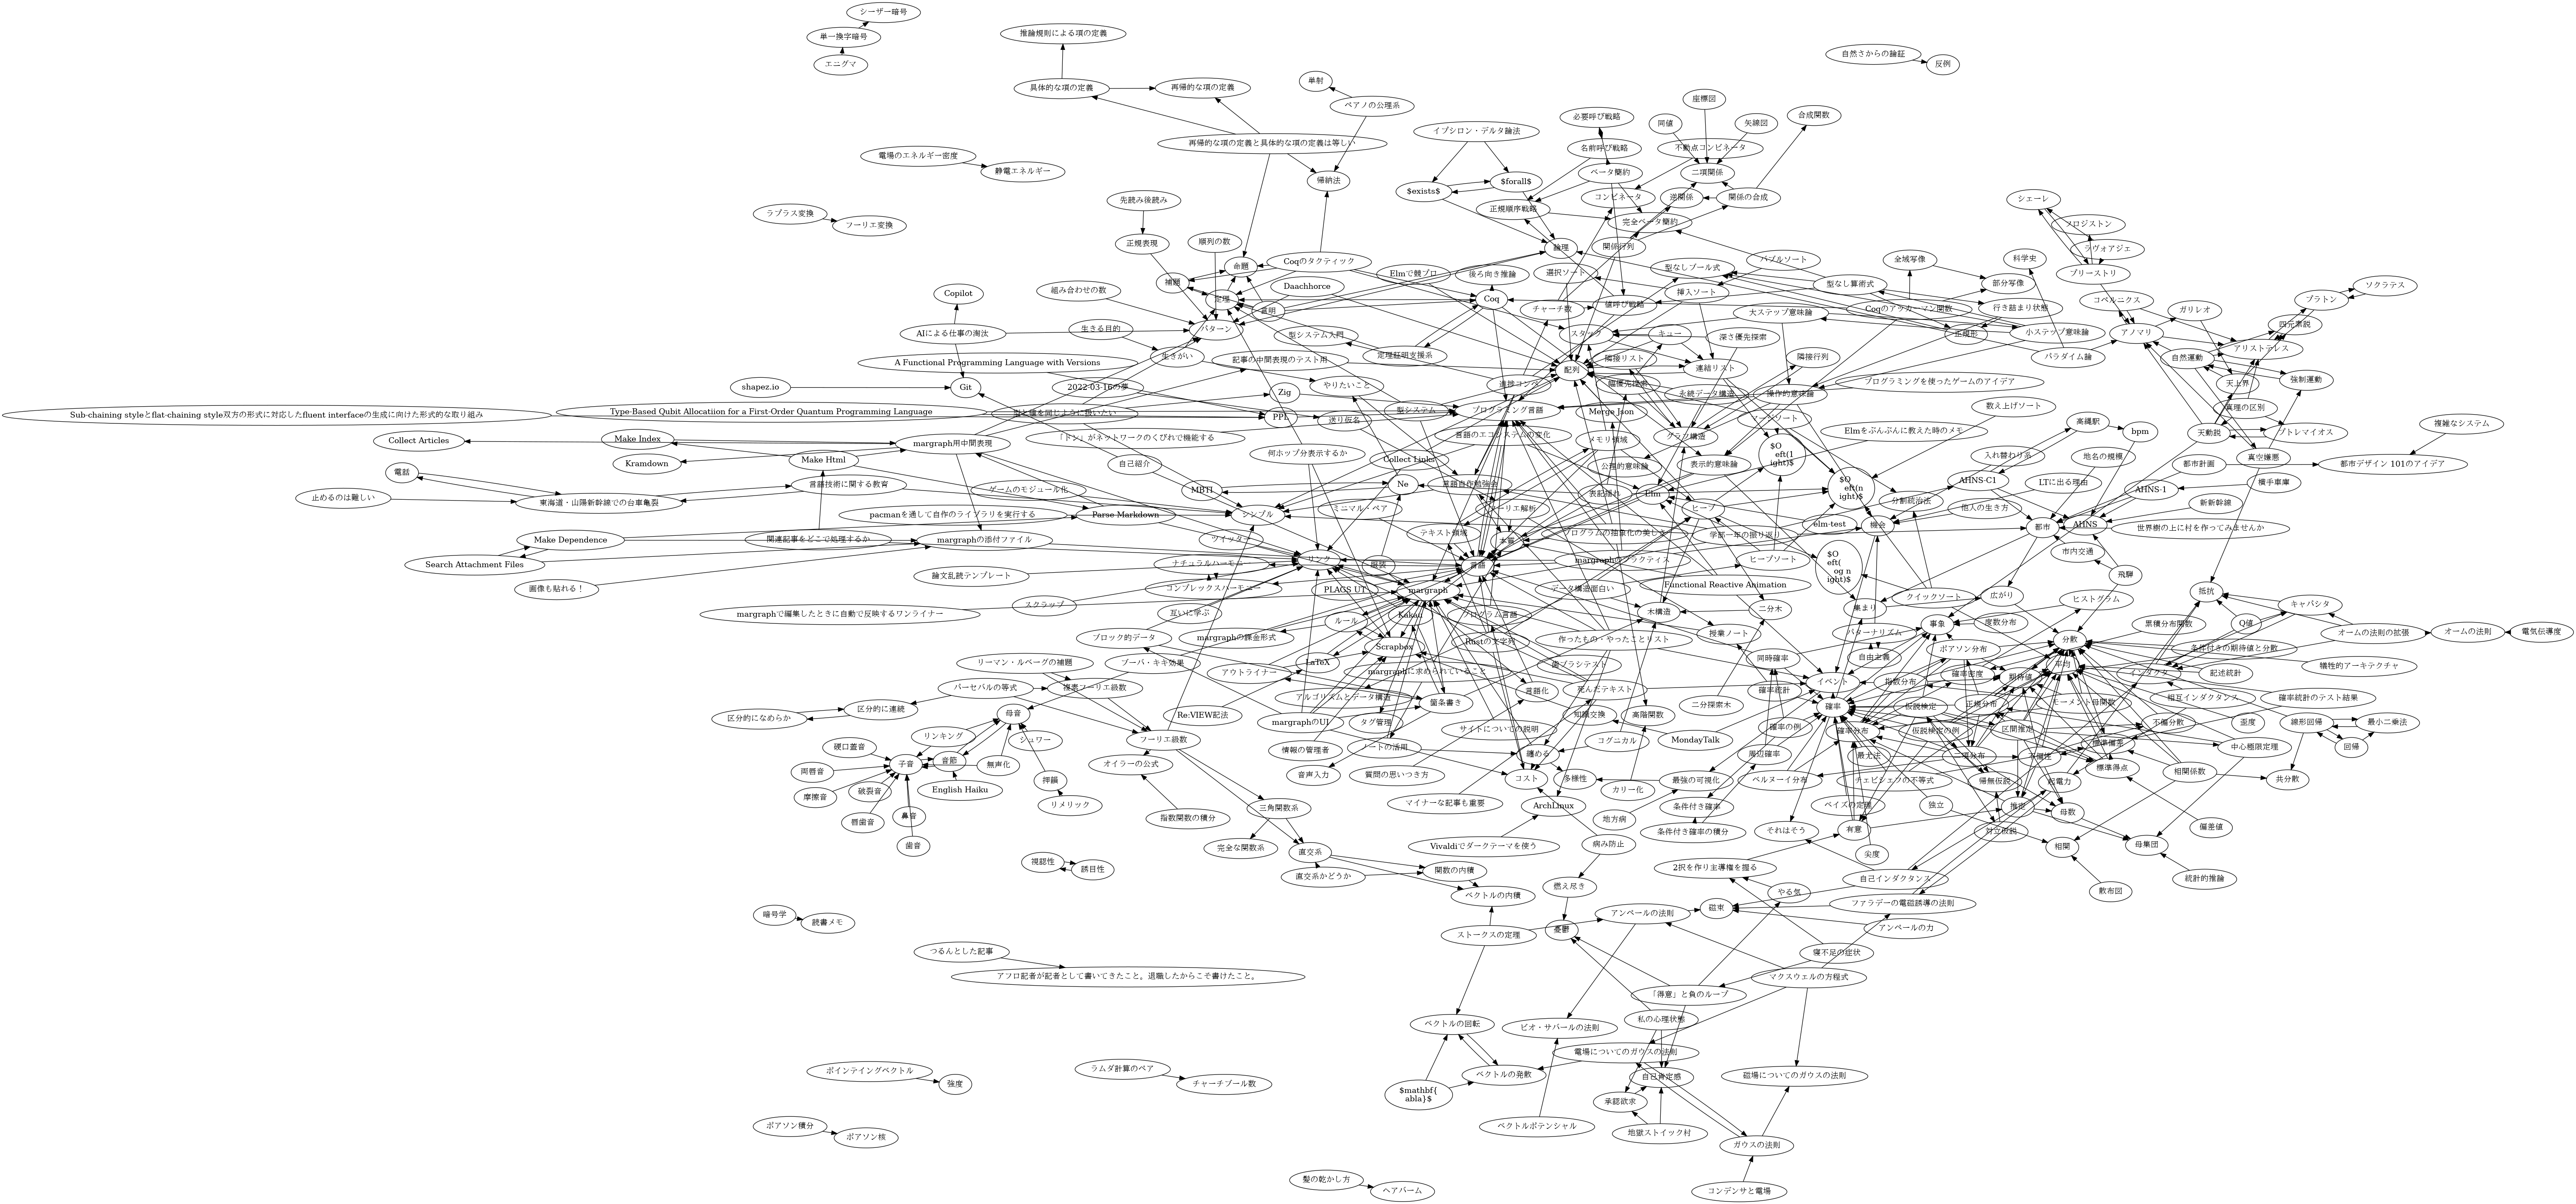 シーザー暗号
単一換字暗号
エニグマ
推論規則による項の定義
具体的な項の定義
再帰的な項の定義
単射
ペアノの公理系
再帰的な項の定義と具体的な項の定義は等しい
帰納法
自然さからの論証
反例
電場のエネルギー密度
静電エネルギー
ラプラス変換
フーリエ変換
先読み後読み
正規表現
順列の数
命題
補題
定理
証明
パターン
組み合わせの数
Coqのタクティック
Daachhorce
Elmで競プロ
後ろ向き推論
Coq
イプシロン・デルタ論法
$exists$
$forall$
論理
必要呼び戦略
名前呼び戦略
ベータ簡約
正規順序戦略
コンビネータ
完全ベータ簡約
不動点コンビネータ
座標図
同値
矢線図
二項関係
逆関係
関係の合成
合成関数
関係行列
選択ソート
バブルソート
挿入ソート
型なしブール式
型なし算術式
値呼び戦略
チャーチ数
全域写像
部分写像
Coqのアッカーマン関数
行き詰まり状態
正規形
大ステップ意味論
小ステップ意味論
パラダイム論
科学史
シェーレ
フロジストン
ラヴォアジェ
プリーストリ
コペルニクス
アノマリ
ガリレオ
ソクラテス
プラトン
四元素説
アリストテレス
自然運動
天上界
強制運動
真理の区別
プトレマイオス
天動説
真空嫌悪
複雑なシステム
都市デザイン 101のアイデア
都市計画
Copilot
AIによる仕事の淘汰
A Functional Programming Language with Versions
shapez.io
Git
Sub-chaining styleとflat-chaining style双方の形式に対応したfluent interfaceの生成に向けた形式的な取り組み
Type-Based Qubit Allocatiion for a First-Order Quantum Programming Language
2022-03-16の夢
Zig
PPL
送り仮名
生きる目的
生きがい
やりたいこと
型システム入門
定理証明支援系
記事の中間表現のテスト用
型システム
プログラミング言語
「ドン」がネットワークのくびれで機能する
言語のエコシステムの変化
何ホップ分表示するか
Collect Links
言語自作勉強会
自己紹介
MBTI
Ne
シンプル
ミニマル・ペア
フーリエ解析
スタック
キュー
深さ優先探索
隣接リスト
連結リスト
隣接行列
配列
幅優先探索
永続データ構造
操作的意味論
プログラミングを使ったゲームのアイデア
Merge Json
マージソート
メモリ領域
グラフ構造
公理的意味論
表示的意味論
Elmをぶんぶんに教えた時のメモ
数え上げソート
表記揺れ
Elm
ヒープ
分割統治法
elm-test
プログラムの抽象化の美しさ
学部一年の振り返り
テキスト領域
ヒープソート
データ構造面白い
Functional Reactive Animation
高縄駅
bpm
入れ替わり系
地名の規模
AHNS-C1
LTに出る理由
AHNS-1
横手車庫
他人の生き方
機会
都市
AHNS
新新幹線
世界樹の上に村を作ってみませんか
市内交通
飛騨
Collect Articles
Make Index
Kramdown
margraph用中間表現
Make Html
電話
言語技術に関する教育
止めるのは難しい
東海道・山陽新幹線での台車亀裂
ゲームのモジュール化
pacmanを通して自作のライブラリを実行する
Parse Markdown
関連記事をどこで処理するか
Make Dependence
margraphの添付ファイル
Search Attachment Files
画像も貼れる！
ツイッター
リンク
論文乱読テンプレート
ナチュラルハーモニー
コンプレックスハーモニー
言語
margraph
margraphで編集したときに自動で反映するワンライナー
スクラップ
PLAGS UT
互いに学ぶ
ルール
Kakau
プログラム言語
Rustの文字列
ブロック的データ
margraphの課金形式
Scrapbox
LaTeX
ブーバ・キキ効果
アウトライナー
margraphに求められていること
歯ブラシテスト
アルゴリズムとデータ構造
言語化
死んだテキスト
Re:VIEW記法
margraphのUI
タグ管理
箇条書き
サイトについての説明
知識交換
コグニカル
高階関数
情報の管理者
ノートの活用
纏める
音声入力
質問の思いつき方
コスト
多様性
マイナーな記事も重要
ArchLinux
カリー化
MondayTalk
Vivaldiでダークテーマを使う
病み防止
燃え尽き
憂鬱
地方病
最強の可視化
条件付き確率
条件付き確率の積分
作ったもの・やったことリスト
授業ノート
木構造
二分木
二分探索木
集まり
クイックソート
広がり
パターナリズム
自由主義
事象
ヒストグラム
度数分布
同時確率
確率統計
イベント
確率
確率の例
周辺確率
ポアソン分布
指数分布
確率密度
期待値
分散
平均
累積分布関数
抵抗
キャパシタ
Q値
オームの法則の拡張
オームの法則
電気伝導度
条件付きの期待値と分散
犠牲的アーキテクチャ
インダクタ
記述統計
確率統計のテスト結果
相互インダクタンス
モーメント母関数
正規分布
仮説検定
仮説検定の例
区間推定
不偏分散
不偏性
標準偏差
歪度
中心極限定理
線形回帰
最小二乗法
回帰
確率分布
最尤法
二項分布
ベルヌーイ分布
チェビシェフの不等式
帰無仮説
標準得点
起電力
相関係数
共分散
ベイズの定理
独立
推定
母数
有意
対立仮説
それはそう
尖度
相関
母集団
偏差値
統計的推論
散布図
2択を作り主導権を握る
やる気
自己インダクタンス
ファラデーの電磁誘導の法則
アンペールの法則
磁束
アンペールの力
寝不足の症状
マクスウェルの方程式
「得意」と負のループ
私の心理状態
リーマン・ルベーグの補題
複素フーリエ級数
パーセバルの等式
区分的に連続
区分的になめらか
母音
リンキング
シュワー
硬口蓋音
子音
音節
無声化
両唇音
摩擦音
破裂音
English Haiku
押韻
リメリック
唇歯音
鼻音
歯音
フーリエ級数
オイラーの公式
指数関数の積分
三角関数系
完全な関数系
直交系
直交系かどうか
関数の内積
ベクトルの内積
視認性
誘目性
暗号学
読書メモ
つるんとした記事
アフロ記者が記者として書いてきたこと。退職したからこそ書けたこと。
ストークスの定理
ベクトルの回転
ビオ・サバールの法則
電場についてのガウスの法則
磁場についてのガウスの法則
ポインティングベクトル
強度
ラムダ計算のペア
チャーチブール数
$mathbf{
abla}$
ベクトルの発散
自己肯定感
承認欲求
地獄ストイック村
ベクトルポテンシャル
ガウスの法則
コンデンサと電場
ポアソン積分
ポアソン核
髪の乾かし方
ヘアバーム